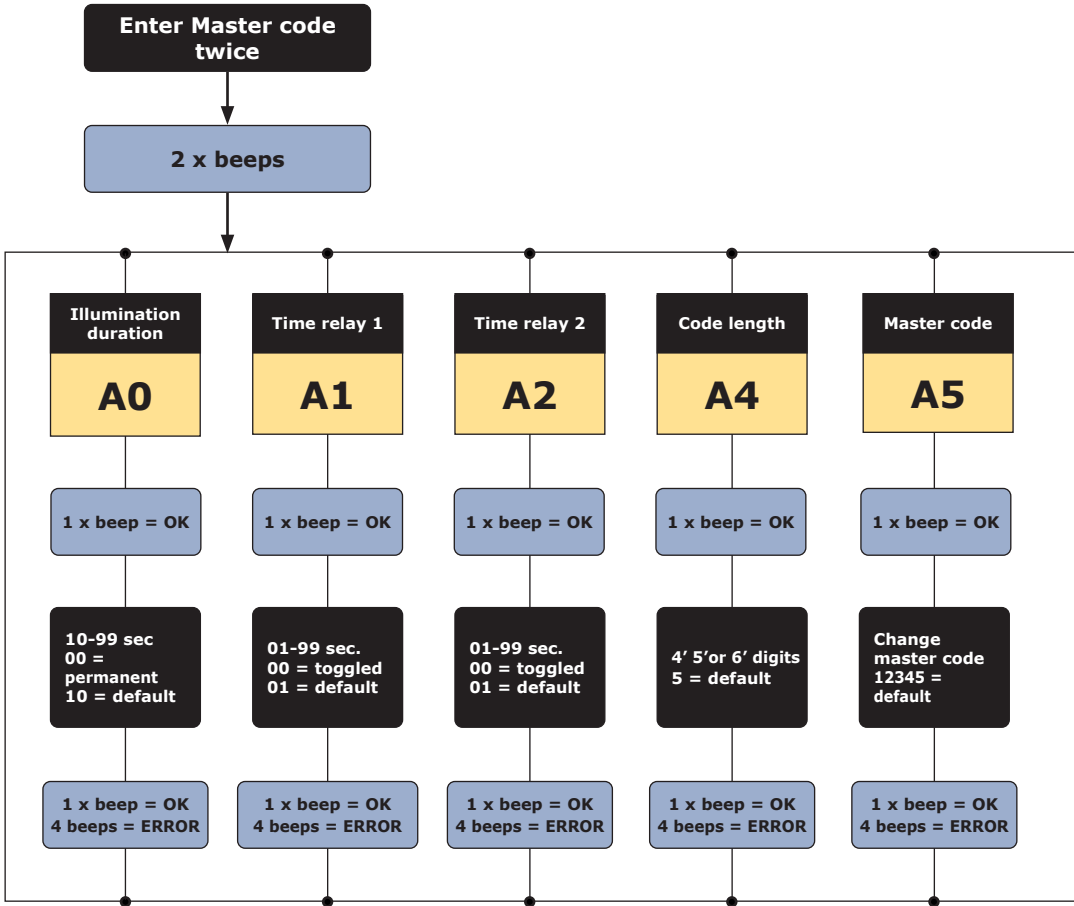 Enter Master code
twice
2 x beeps
Illumination
duration
A0
1 x beep = OK
10-99 sec
00 =
permanent
10 = default
1 x beep = OK
4 beeps = ERROR
Time relay 1
A1
1 x beep = OK
01-99 sec.
00 = toggled
01 = default
1 x beep = OK
4 beeps = ERROR
Time relay 2
A2
1 x beep = OK
01-99 sec.
00 = toggled
01 = default
1 x beep = OK
4 beeps = ERROR
Code length
A4
1 x beep = OK
4’ 5’or 6’ digits
5 = default
1 x beep = OK
4 beeps = ERROR
Master code
A5
1 x beep = OK
Change
master code
12345 =
default
1 x beep = OK
4 beeps = ERROR